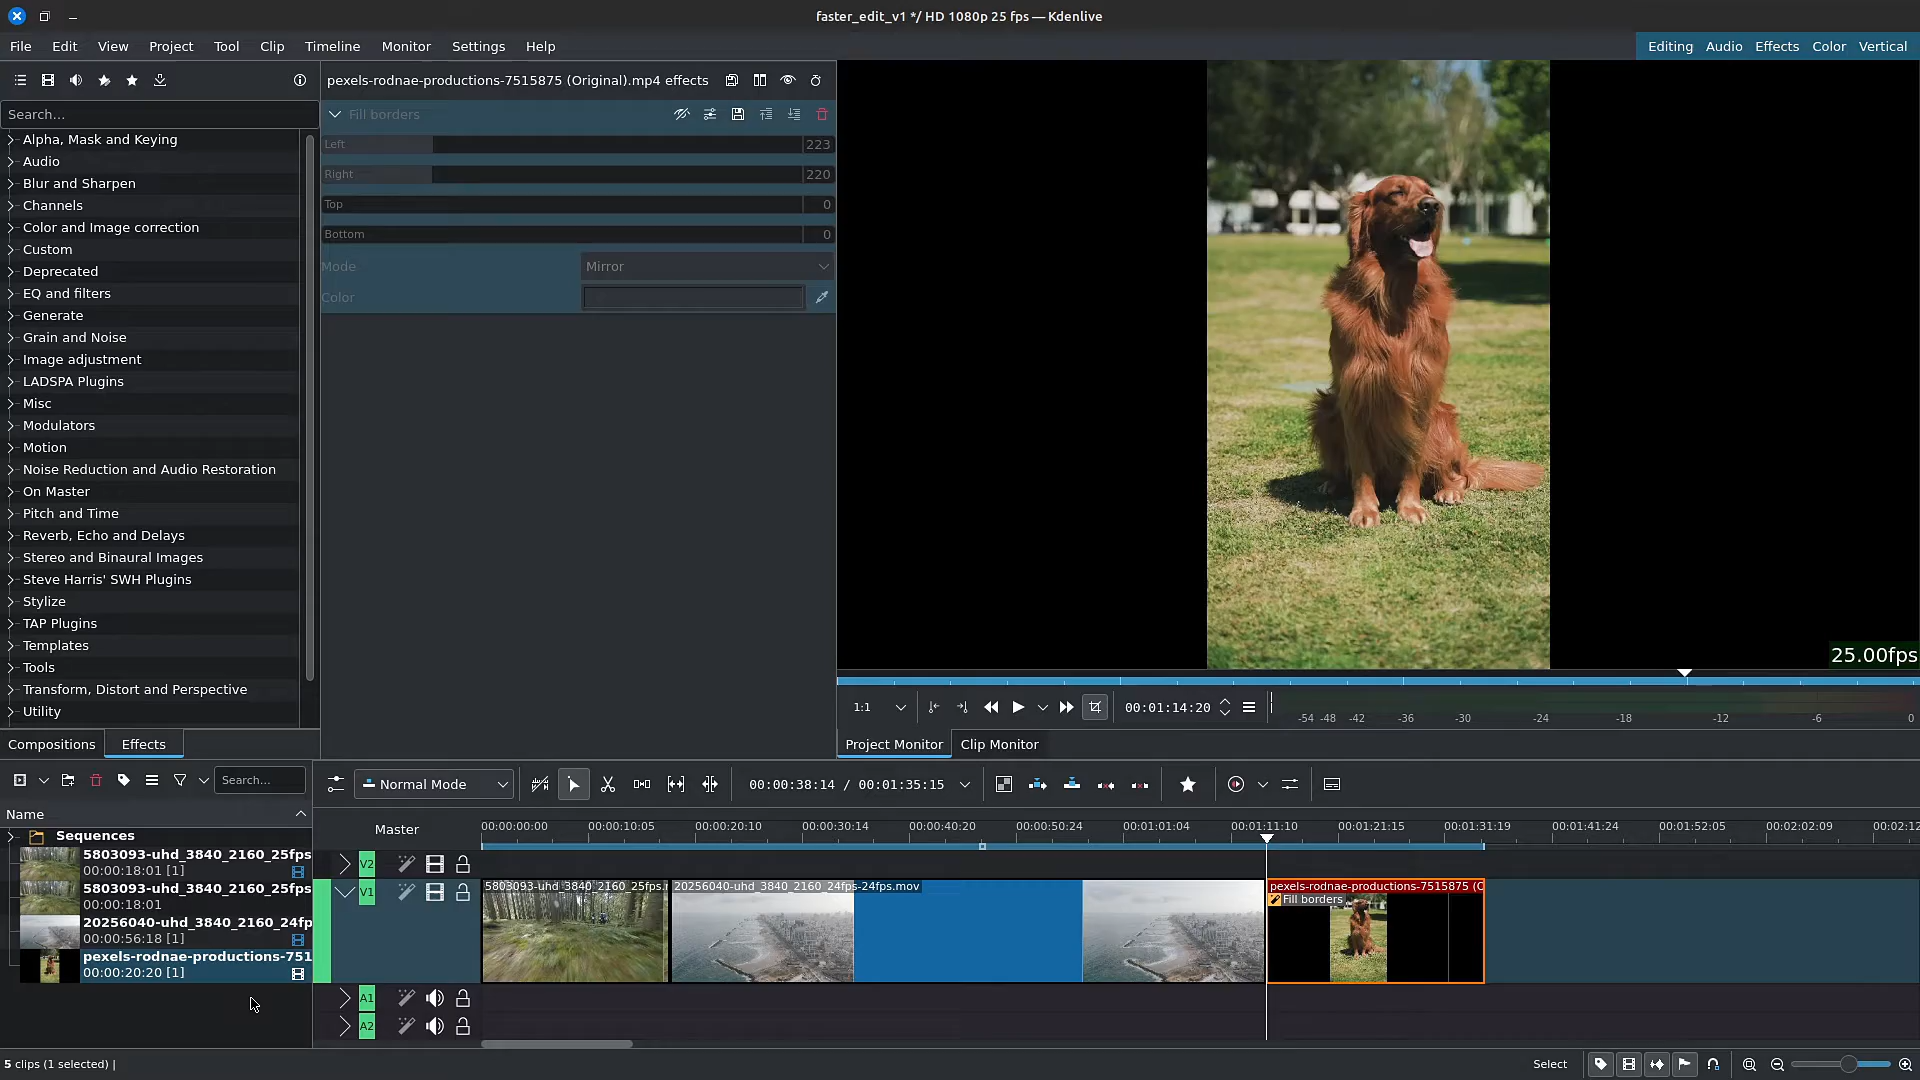 faster_edit_v1 */ HD 1080p 25 fps — Kdenlive
File Edit View Project Tool Clip Timeline Monitor Settings Help
Editing Audio Effects Color Vertical
pexels-rodnae-productions-7515875 (Original).mp4 effects
Search...
Alpha, Mask and Keying
Audio
Blur and Sharpen
Channels
Color and Image correction
Custom
Deprecated
EQ and filters
Generate
Grain and Noise
Image adjustment
LADSPA Plugins
Misc
Modulators
Motion
Noise Reduction and Audio Restoration
On Master
Pitch and Time
Reverb, Echo and Delays
Stereo and Binaural Images
Steve Harris' SWH Plugins
Stylize
TAP Plugins
Templates
Tools
Transform, Distort and Perspective
Utility
Compositions Effects
Fill borders
Left 223
Right 220
Top 0
Bottom 0
Mode Mirror
Color
25.00fps
1:1 00:01:14:20
-54 -48 -42 -36 -30 -24 -18 -12 -6 0
Project Monitor Clip Monitor
Search...
Name
Sequences
5803093-uhd_3840_2160_25fps
00:00:18:01 [1]
5803093-uhd_3840_2160_25fps
00:00:18:01
20256040-uhd_3840_2160_24fp
00:00:56:18 [1]
pexels-rodnae-productions-751
00:00:20:20 [1]
Normal Mode
00:00:38:14 / 00:01:35:15
Master
00:00:00:00 00:00:10:05 00:00:20:10 00:00:30:14 00:00:40:20 00:00:50:24 00:01:01:04 00:01:11:10 00:01:21:15 00:01:31:19 00:01:41:24 00:01:52:05 00:02:02:09 00:02:12
V2
V1
5803093-uhd_3840_2160_25fps.r
20256040-uhd_3840_2160_24fps-24fps.mov
pexels-rodnae-productions-7515875 (O
Fill borders
A1
A2
5 clips (1 selected) |
Select